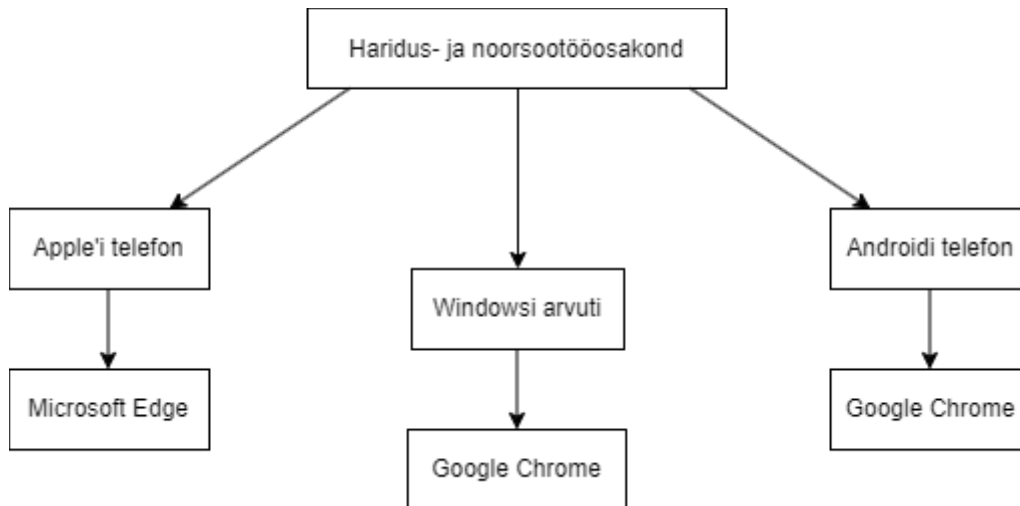 Haridus- ja noorsootööosakond
Apple'i telefon
Androidi telefon
Windowsi arvuti
Microsoft Edge
Google Chrome
Google Chrome